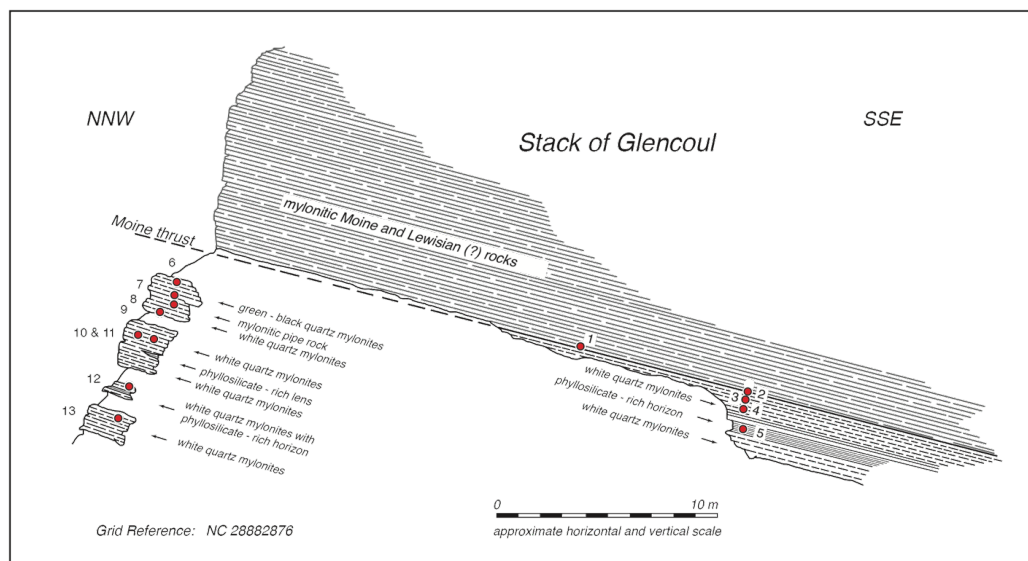 NNW
SSE
Stack of Glencoul
mylonitic Moine and Lewisian (?) rocks
Moine thrust
6
7
8
9
10 & 11
12
13
green - black quartz mylonites
mylonitic pipe rock
white quartz mylonites
white quartz mylonites
phyllosilicate - rich lens
white quartz mylonites
white quartz mylonites with
phyllosilicate - rich horizon
white quartz mylonites
1
2
3
4
5
white quartz mylonites
phyllosilicate - rich horizon
white quartz mylonites
0 10 m
approximate horizontal and vertical scale
Grid Reference: NC 28882876